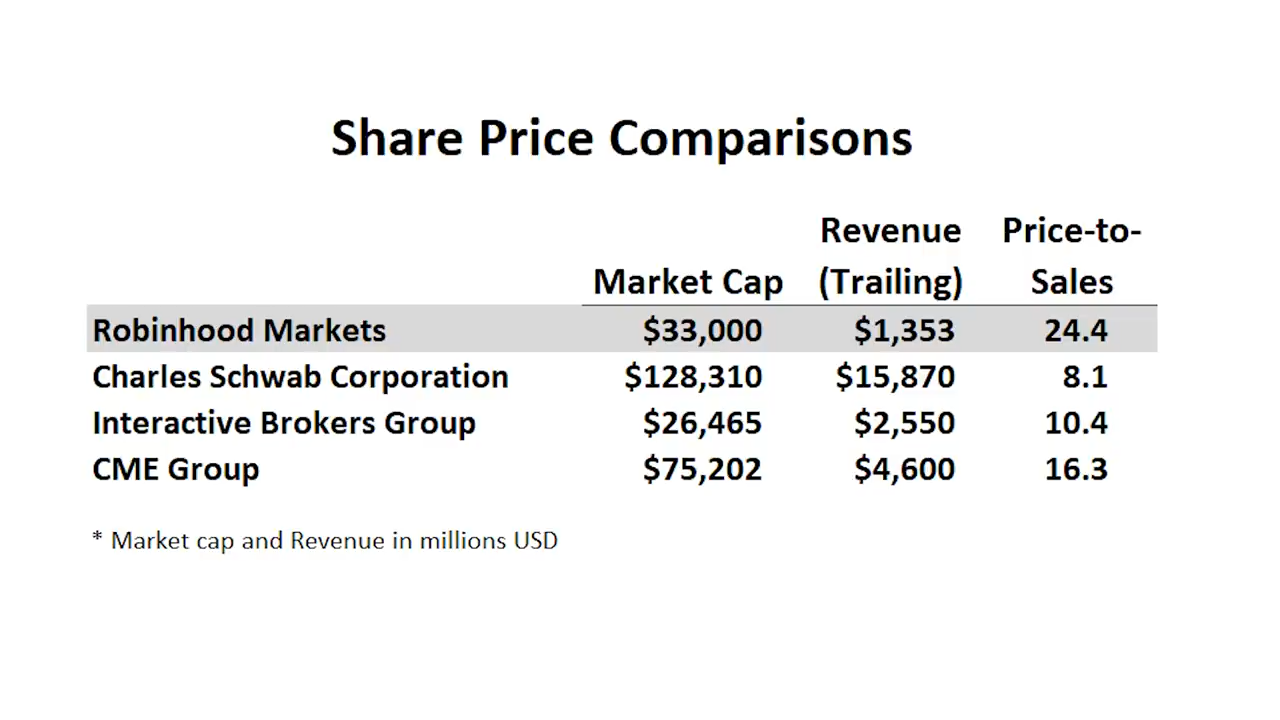 Share Price Comparisons
Revenue Price-to-
Market Cap (Trailing) Sales
Robinhood Markets $33,000 $1,353 24.4
Charles Schwab Corporation $128,310 $15,870 8.1
Interactive Brokers Group $26,465 $2,550 10.4
CME Group $75,202 $4,600 16.3
* Market cap and Revenue in millions USD